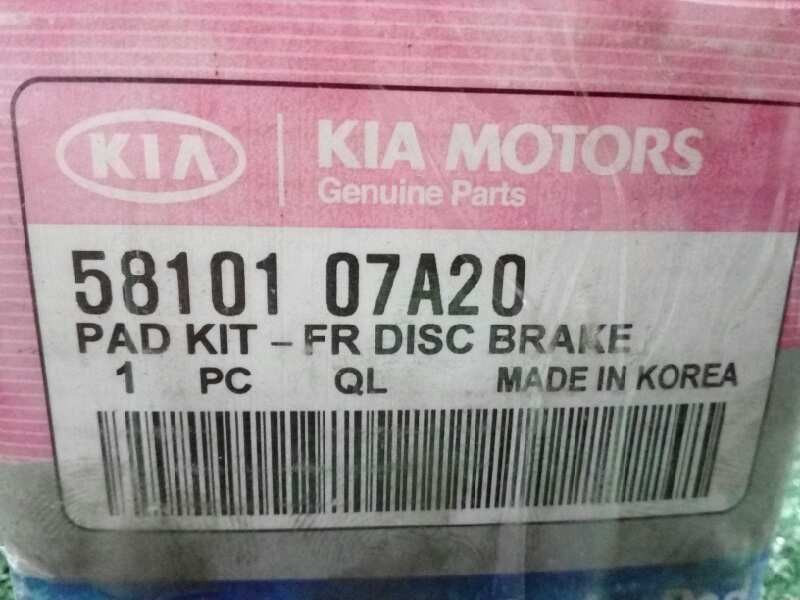 KIA
KIA MOTORS
Genuine Parts
58101 07A20
PAD KIT – FR DISC BRAKE
1 PC QL MADE IN KOREA